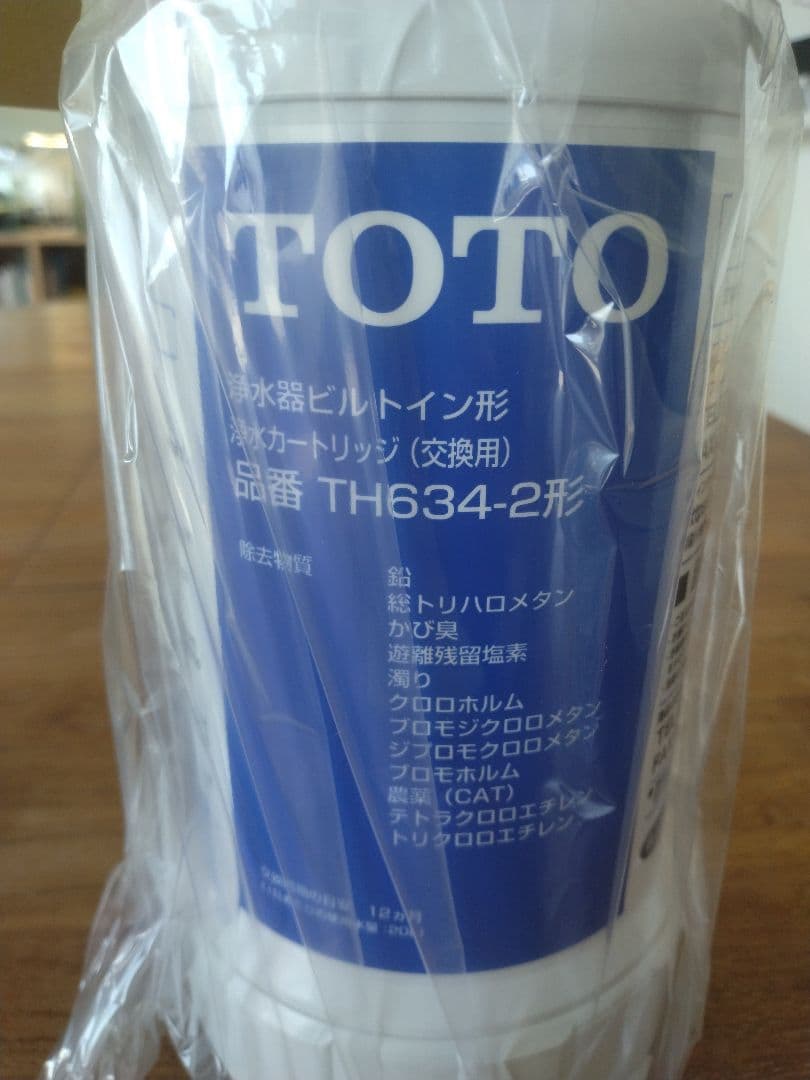 TOTO
浄水器ビルトイン形
浄水カートリッジ（交換用）
品番 TH634-2形
除去物質 鉛
総トリハロメタン
かび臭
遊離残留塩素
濁り
クロロホルム
ブロモジクロロメタン
ジブロモクロロメタン
ブロモホルム
農薬（CAT）
テトラクロロエチレン
トリクロロエチレン
12ヵ月